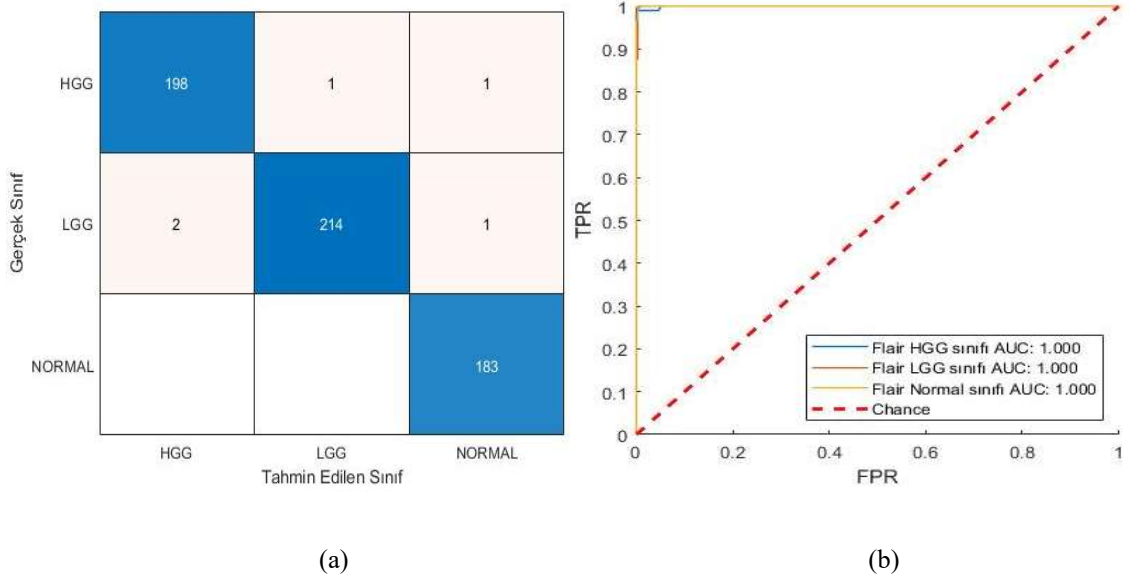 HGG
198
1
1
LGG
2
214
1
NORMAL
183
HGG
LGG
NORMAL
Gerçek Sınıf
Tahmin Edilen Sınıf
(a)
1
0.9
0.8
0.7
0.6
0.5
0.4
0.3
0.2
0.1
0
TPR
Flair HGG sınıfı AUC: 1.000
Flair LGG sınıfı AUC: 1.000
Flair Normal sınıfı AUC: 1.000
Chance
0
0.2
0.4
0.6
0.8
1
FPR
(b)